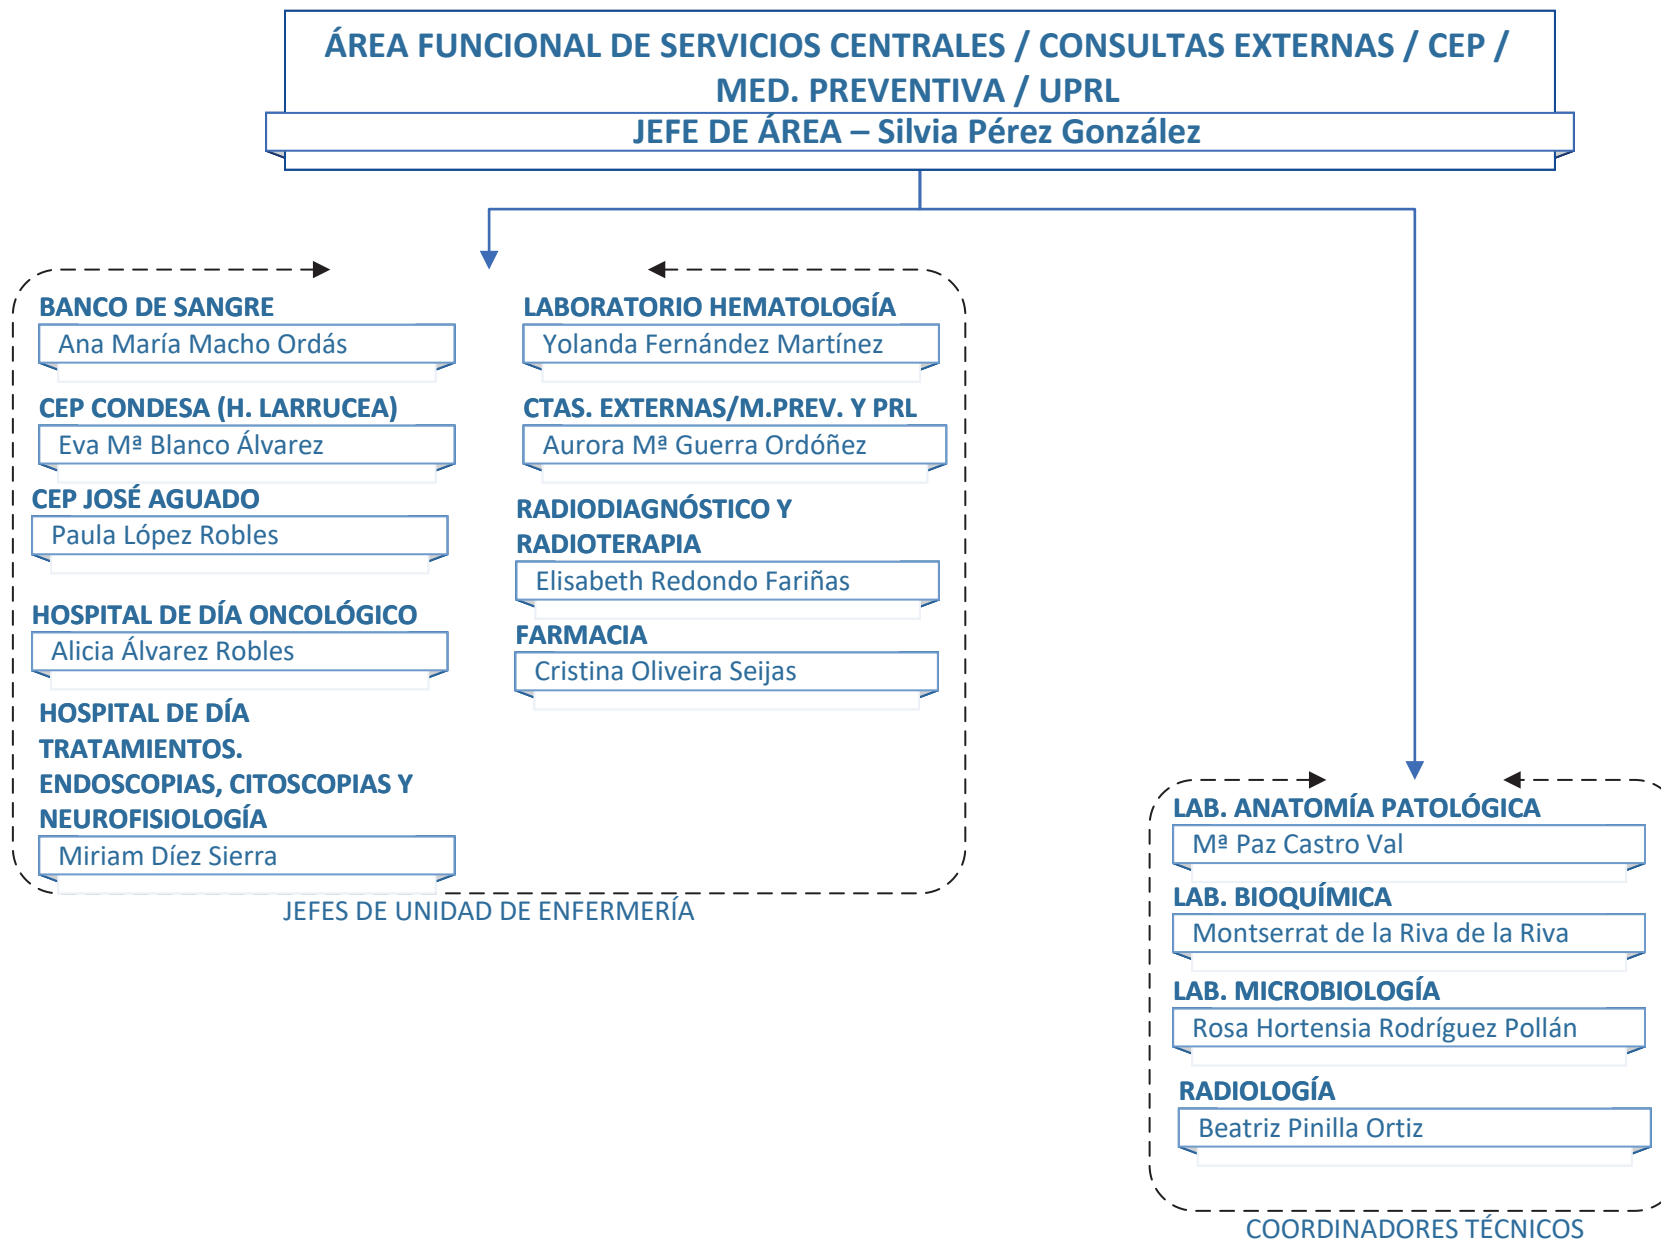 ÁREA FUNCIONAL DE SERVICIOS CENTRALES / CONSULTAS EXTERNAS / CEP /
MED. PREVENTIVA / UPRL
JEFE DE ÁREA – Silvia Pérez González
BANCO DE SANGRE
Ana María Macho Ordás
CEP CONDESA (H. LARRUCEA)
Eva Mª Blanco Álvarez
CEP JOSÉ AGUADO
Paula López Robles
HOSPITAL DE DÍA ONCOLÓGICO
Alicia Álvarez Robles
HOSPITAL DE DÍA
TRATAMIENTOS.
ENDOSCOPIAS, CITOSCOPIAS Y
NEUROFISIOLOGÍA
Miriam Díez Sierra
LABORATORIO HEMATOLOGÍA
Yolanda Fernández Martínez
CTAS. EXTERNAS/M.PREV. Y PRL
Aurora Mª Guerra Ordóñez
RADIODIAGNÓSTICO Y
RADIOTERAPIA
Elisabeth Redondo Fariñas
FARMACIA
Cristina Oliveira Seijas
JEFES DE UNIDAD DE ENFERMERÍA
LAB. ANATOMÍA PATOLÓGICA
Mª Paz Castro Val
LAB. BIOQUÍMICA
Montserrat de la Riva de la Riva
LAB. MICROBIOLOGÍA
Rosa Hortensia Rodríguez Pollán
RADIOLOGÍA
Beatriz Pinilla Ortiz
COORDINADORES TÉCNICOS